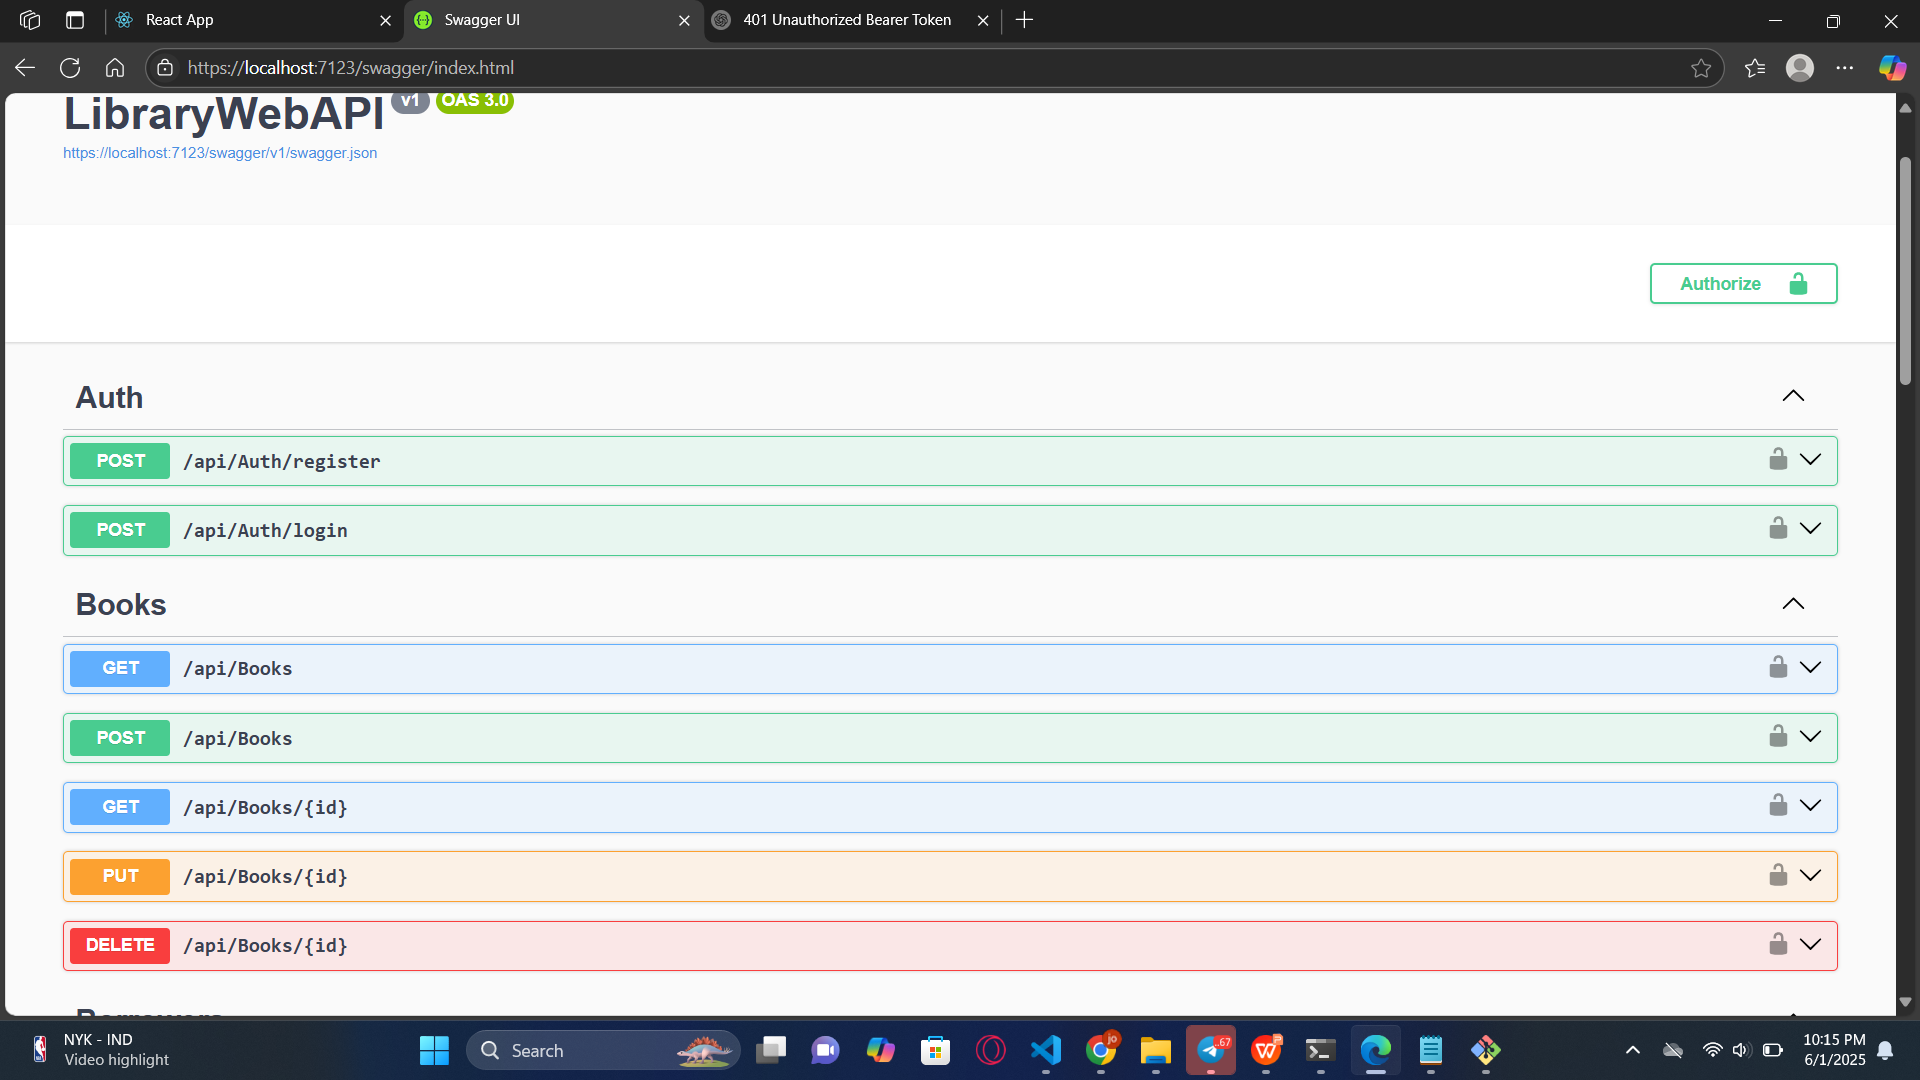 React App
Swagger UI
401 Unauthorized Bearer Token
https://localhost:7123/swagger/index.html
LibraryWebAPI v1 OAS 3.0
https://localhost:7123/swagger/v1/swagger.json
Authorize
Auth
POST /api/Auth/register
POST /api/Auth/login
Books
GET /api/Books
POST /api/Books
GET /api/Books/{id}
PUT /api/Books/{id}
DELETE /api/Books/{id}
Borrowers
NYK - IND
Video highlight
Search
jo
.67
10:15 PM
6/1/2025